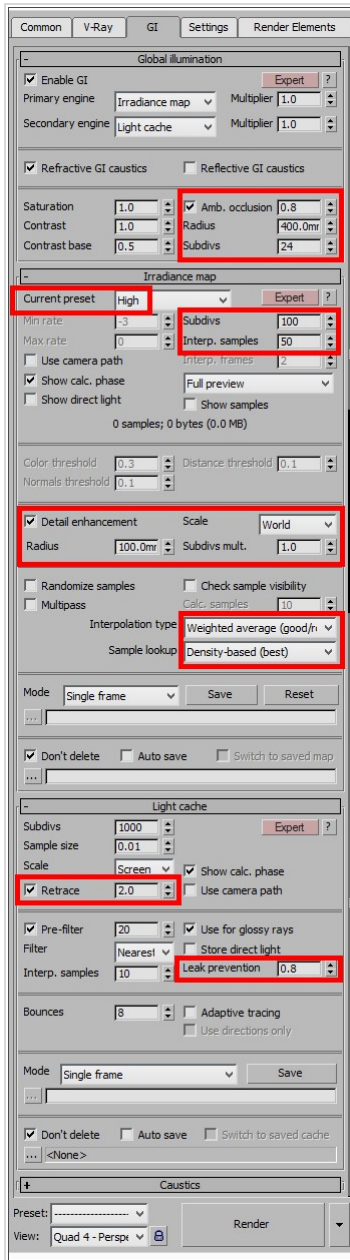 Common V-Ray GI Settings Render Elements
- Global illumination
Enable GI Expert ?
Primary engine Irradiance map Multiplier 1.0
Secondary engine Light cache Multiplier 1.0
Refractive GI caustics Reflective GI caustics
Saturation 1.0 Amb. occlusion 0.8
Contrast 1.0 Radius 400.0mr
Contrast base 0.5 Subdivs 24
- Irradiance map
Current preset High Expert ?
Min rate -3 Subdivs 100
Max rate 0 Interp. samples 50
Use camera path Interp. frames 2
Show calc. phase Full preview
Show direct light Show samples
0 samples; 0 bytes (0.0 MB)
Color threshold 0.3 Distance threshold 0.1
Normals threshold 0.1
Detail enhancement Scale World
Radius 100.0mr Subdivs mult. 1.0
Randomize samples Check sample visibility
Multipass Calc. samples 10
Interpolation type Weighted average (good/r
Sample lookup Density-based (best)
Mode Single frame Save Reset
...
Don't delete Auto save Switch to saved map
...
- Light cache
Subdivs 1000 Expert ?
Sample size 0.01
Scale Screen Show calc. phase
Retrace 2.0 Use camera path
Pre-filter 20 Use for glossy rays
Filter Nearest Store direct light
Interp. samples 10 Leak prevention 0.8
Bounces 8 Adaptive tracing
Use directions only
Mode Single frame Save
...
Don't delete Auto save Switch to saved cache
... <None>
+ Caustics
Preset: --------------------
View: Quad 4 - Perspe Render